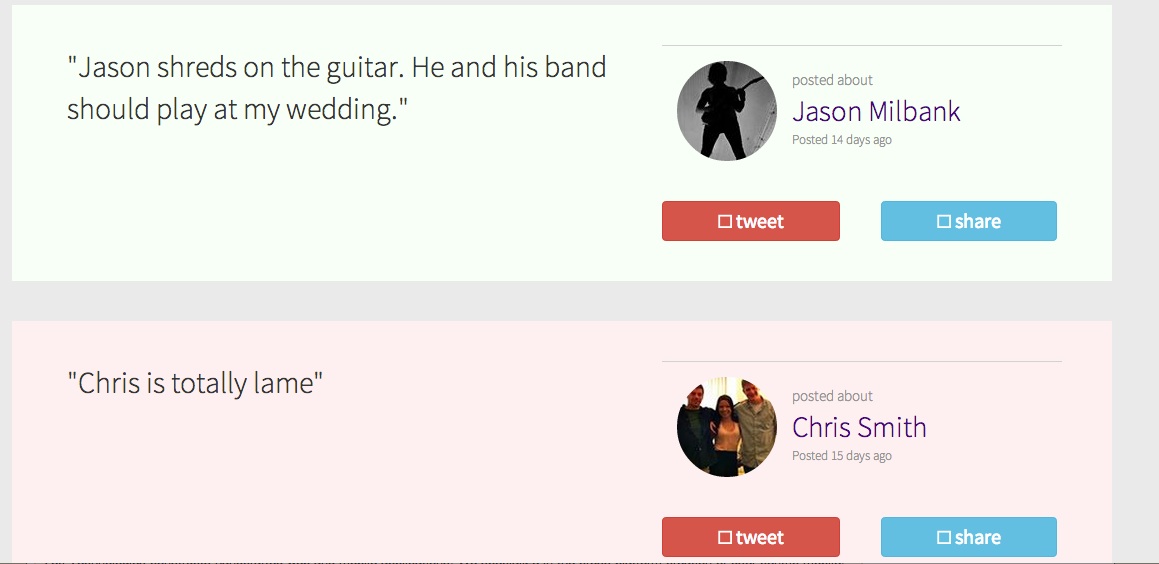 "Jason shreds on the guitar. He and his band
should play at my wedding."
posted about
Jason Milbank
Posted 14 days ago
tweet
share
"Chris is totally lame"
posted about
Chris Smith
Posted 15 days ago
tweet
share